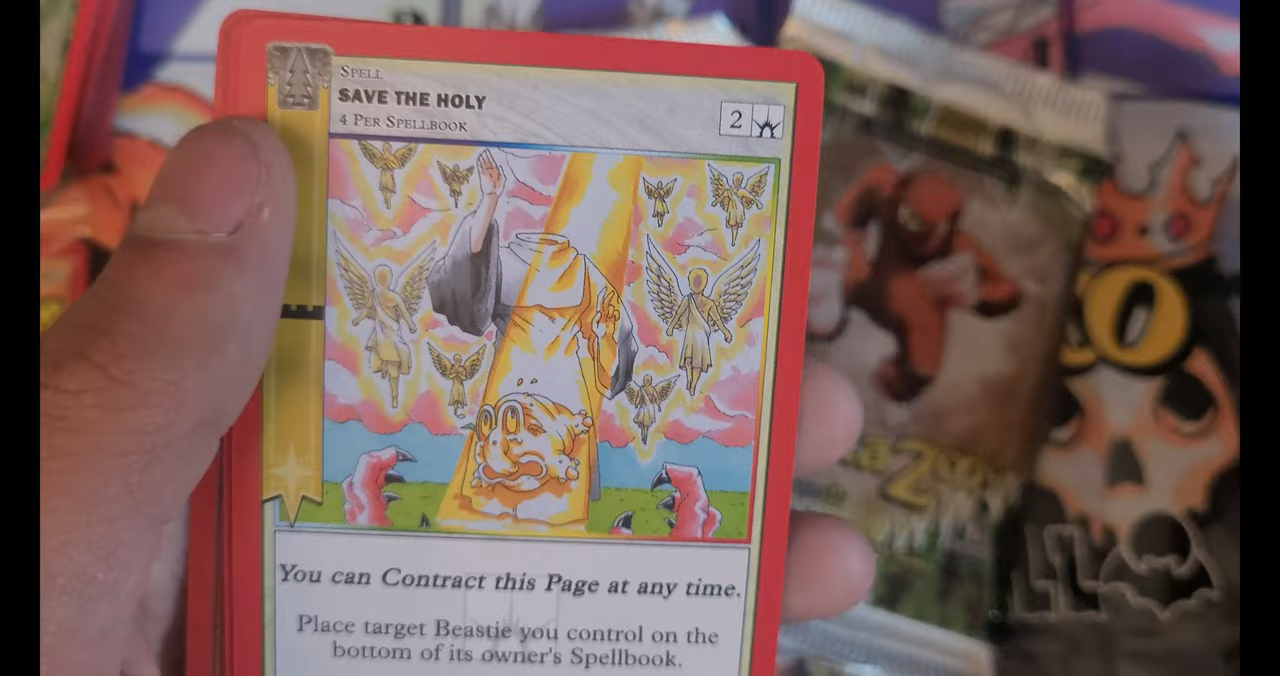 SPELL
SAVE THE HOLY
4 PER SPELLBOOK
2
You can Contract this Page at any time.
Place target Beastie you control on the
bottom of its owner's Spellbook.